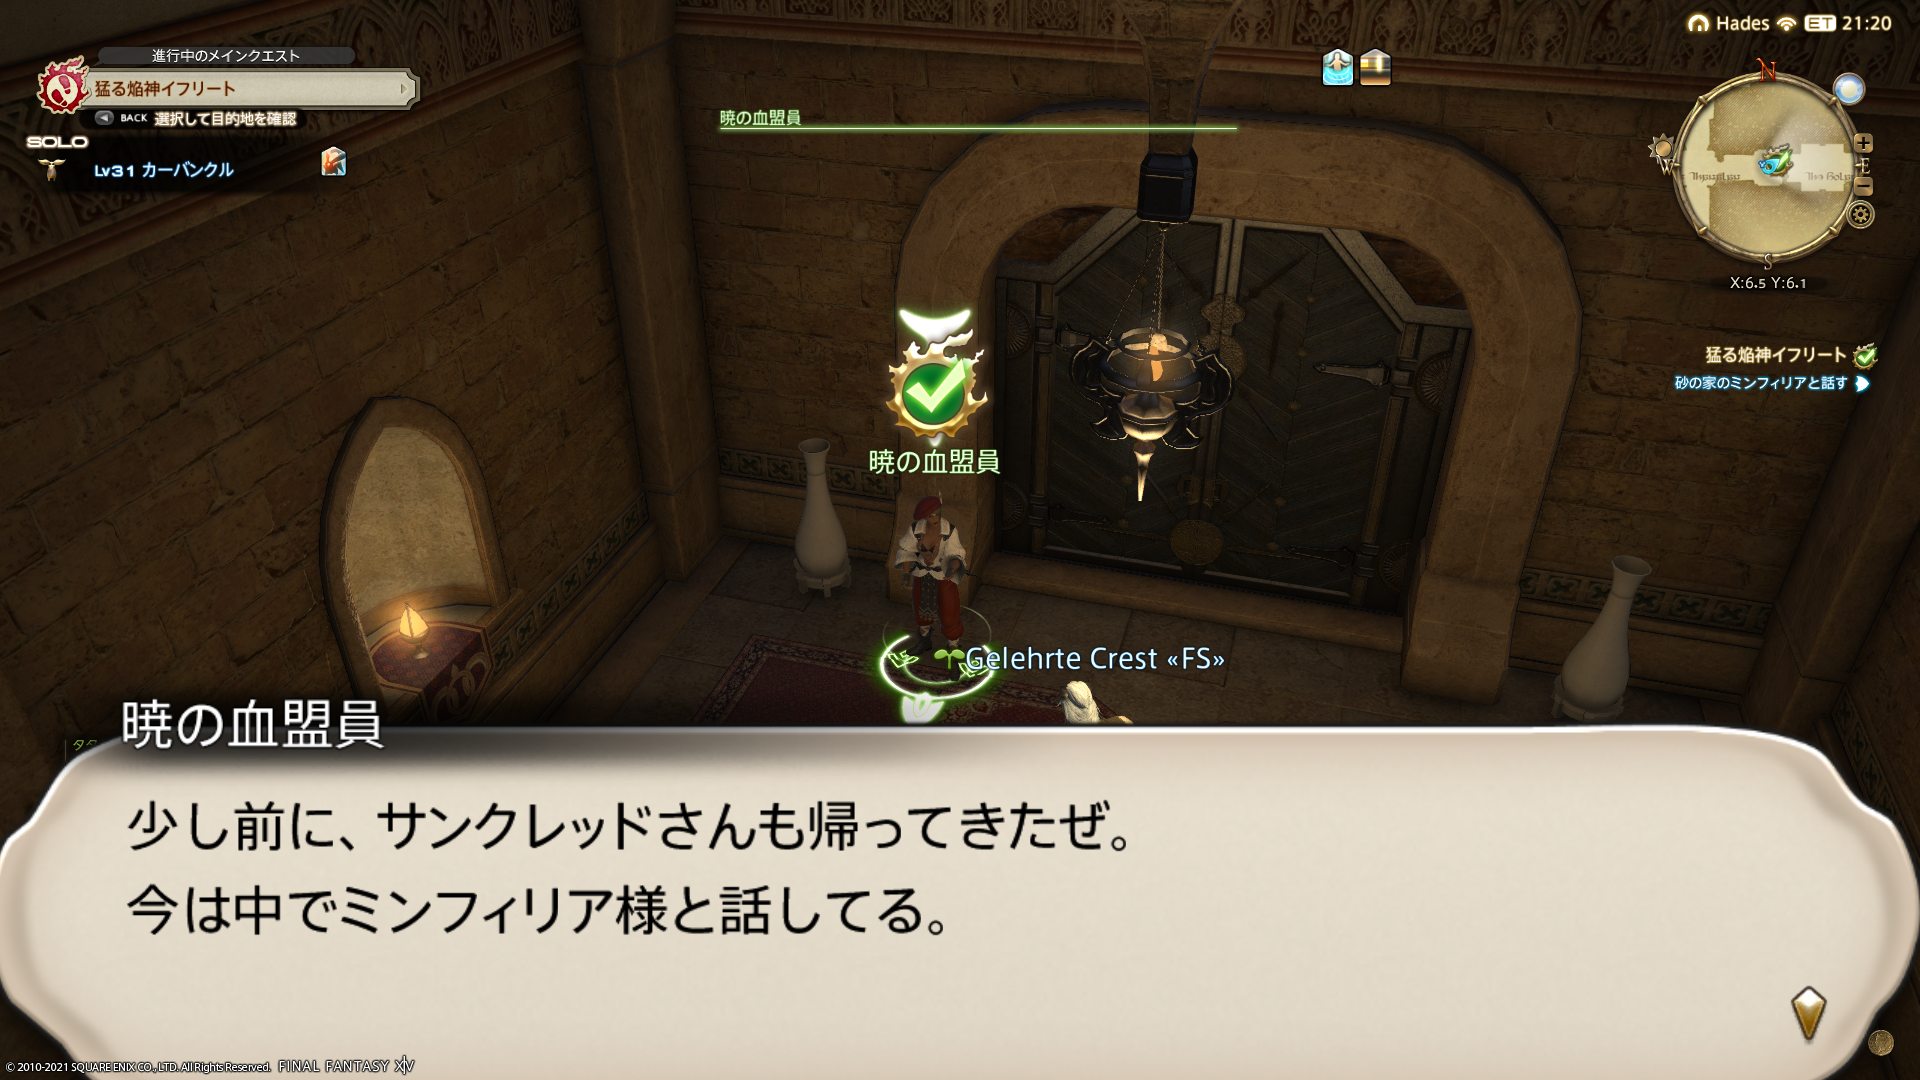 進行中のメインクエスト
猛る焔神イフリート
BACK 選択して目的地を確認
SOLO
Lv31 カーバンクル
暁の血盟員
Hades ET 21:20
N
W
E
S
X:6.5 Y:6.1
猛る焔神イフリート
砂の家のミンフィリアと話す
暁の血盟員
Gelehrte Crest «FS»
暁の血盟員
少し前に、サンクレッドさんも帰ってきたぜ。
今は中でミンフィリア様と話してる。
© 2010-2021 SQUARE ENIX CO., LTD. All Rights Reserved. FINAL FANTASY XIV